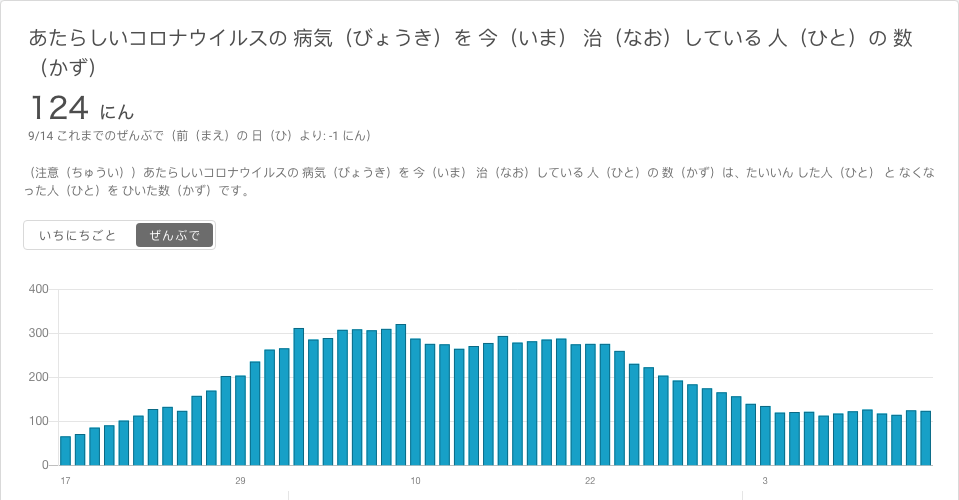 あたらしいコロナウイルスの 病気（びょうき）を 今（いま） 治（なお）している 人（ひと）の 数
（かず）
124 にん
9/14 これまでのぜんぶで（前（まえ）の 日（ひ）より: -1 にん）
（注意（ちゅうい））あたらしいコロナウイルスの 病気（びょうき）を 今（いま） 治（なお）している 人（ひと）の 数（かず）は、たいいん した人（ひと） と なくな
った人（ひと）を ひいた数（かず）です。
いちにちごと ぜんぶで
400
300
200
100
0
17 29 10 22 3